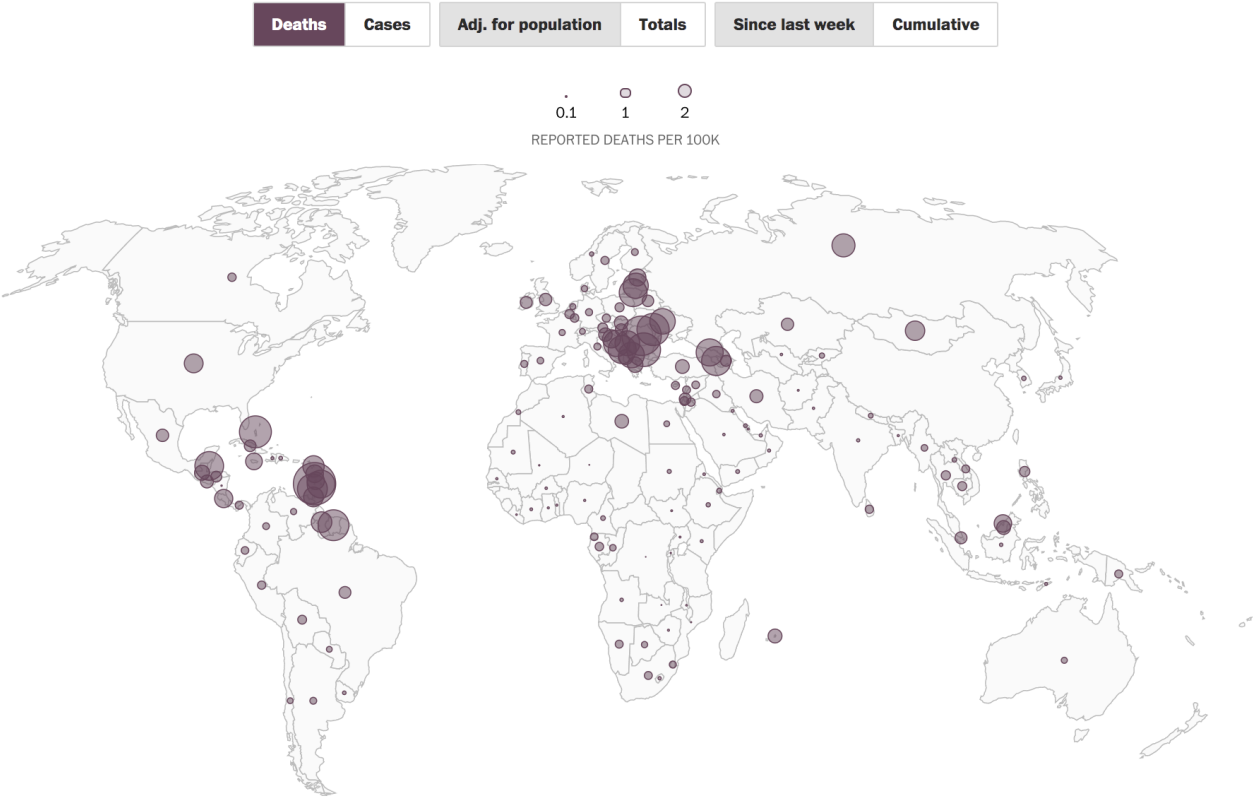 Deaths Cases Adj. for population Totals Since last week Cumulative
0.1 1 2
REPORTED DEATHS PER 100K